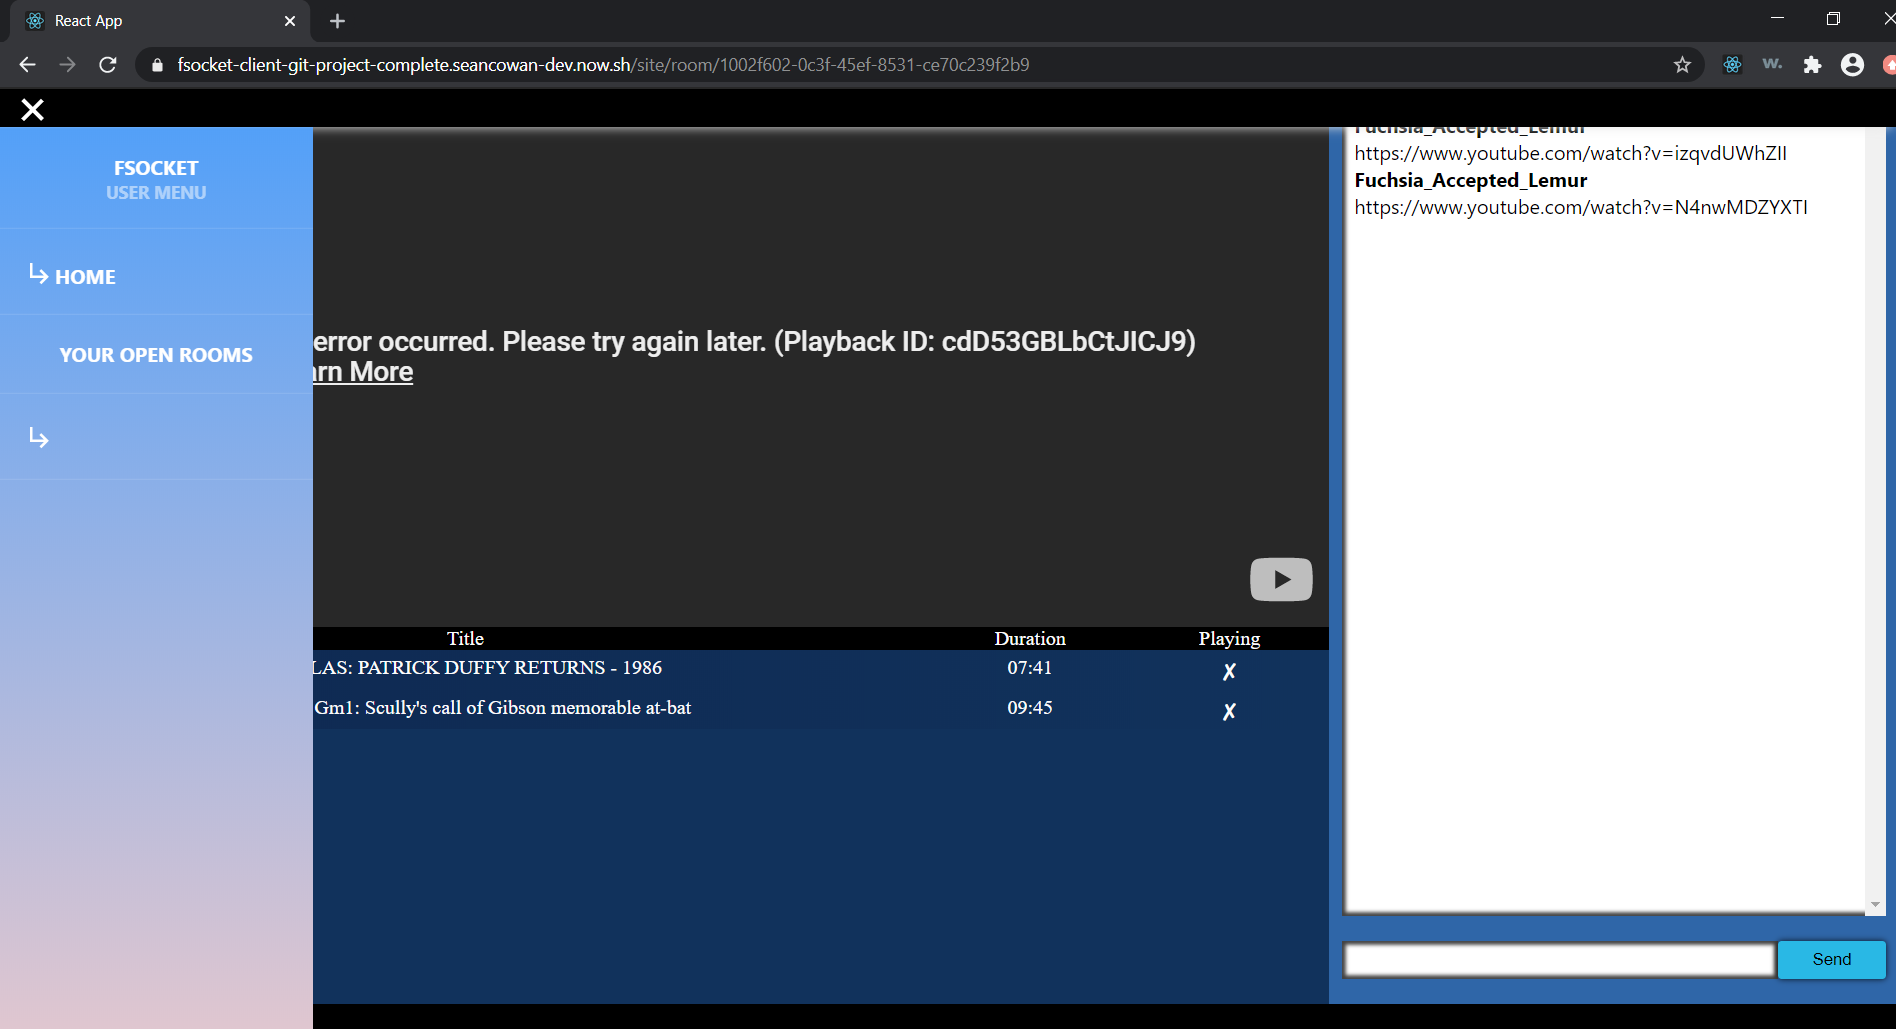 React App
fsocket-client-git-project-complete.seancowan-dev.now.sh/site/room/1002f602-0c3f-45ef-8531-ce70c239f2b9
W.
FSOCKET
USER MENU
HOME
YOUR OPEN ROOMS
error occurred. Please try again later. (Playback ID: cdD53GBLbCtJICJ9)
arn More
Title Duration Playing
LAS: PATRICK DUFFY RETURNS - 1986 07:41 ✗
Gm1: Scully's call of Gibson memorable at-bat 09:45 ✗
Fuchsia_Accepted_Lemur
https://www.youtube.com/watch?v=izqvdUWhZII
Fuchsia_Accepted_Lemur
https://www.youtube.com/watch?v=N4nwMDZYXTI
Send